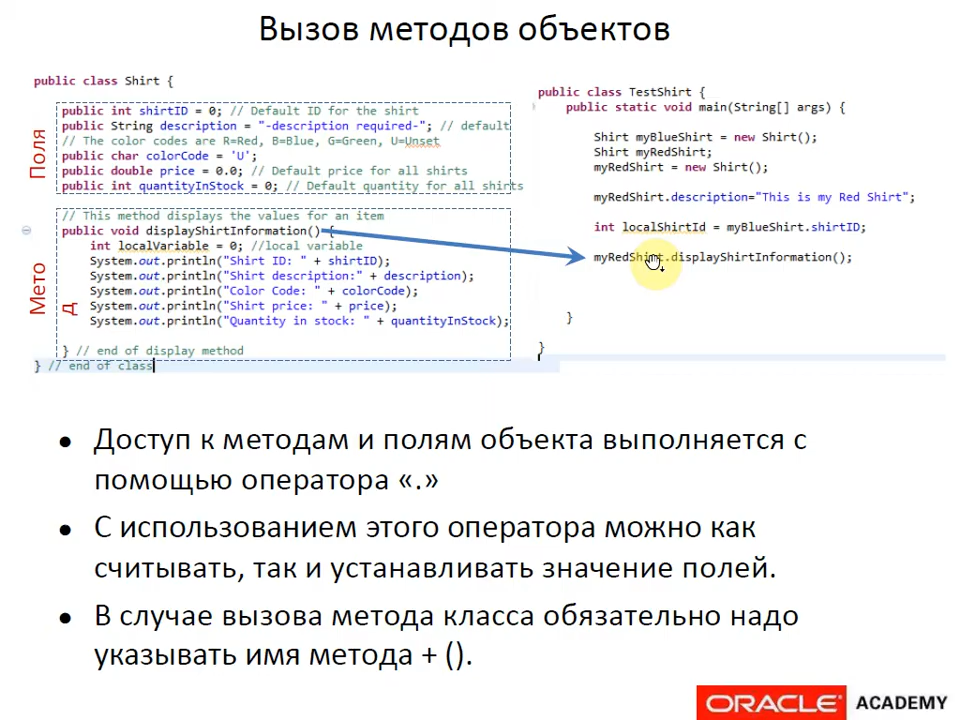 Вызов методов объектов
public class Shirt {
Поля
public int shirtID = 0; // Default ID for the shirt
public String description = "-description required-"; // default
// The color codes are R=Red, B=Blue, G=Green, U=Unset
public char colorCode = 'U';
public double price = 0.0; // Default price for all shirts
public int quantityInStock = 0; // Default quantity for all shirts
Мето
д
// This method displays the values for an item
public void displayShirtInformation() {
int localVariable = 0; //local variable
System.out.println("Shirt ID: " + shirtID);
System.out.println("Shirt description:" + description);
System.out.println("Color Code: " + colorCode);
System.out.println("Shirt price: " + price);
System.out.println("Quantity in stock: " + quantityInStock);
} // end of display method
} // end of class
public class TestShirt {
public static void main(String[] args) {
Shirt myBlueShirt = new Shirt();
Shirt myRedShirt;
myRedShirt = new Shirt();
myRedShirt.description="This is my Red Shirt";
int localShirtId = myBlueShirt.shirtID;
myRedShirt.displayShirtInformation();
}
}
• Доступ к методам и полям объекта выполняется с
помощью оператора «.»
• С использованием этого оператора можно как
считывать, так и устанавливать значение полей.
• В случае вызова метода класса обязательно надо
указывать имя метода + ().
ORACLE ACADEMY